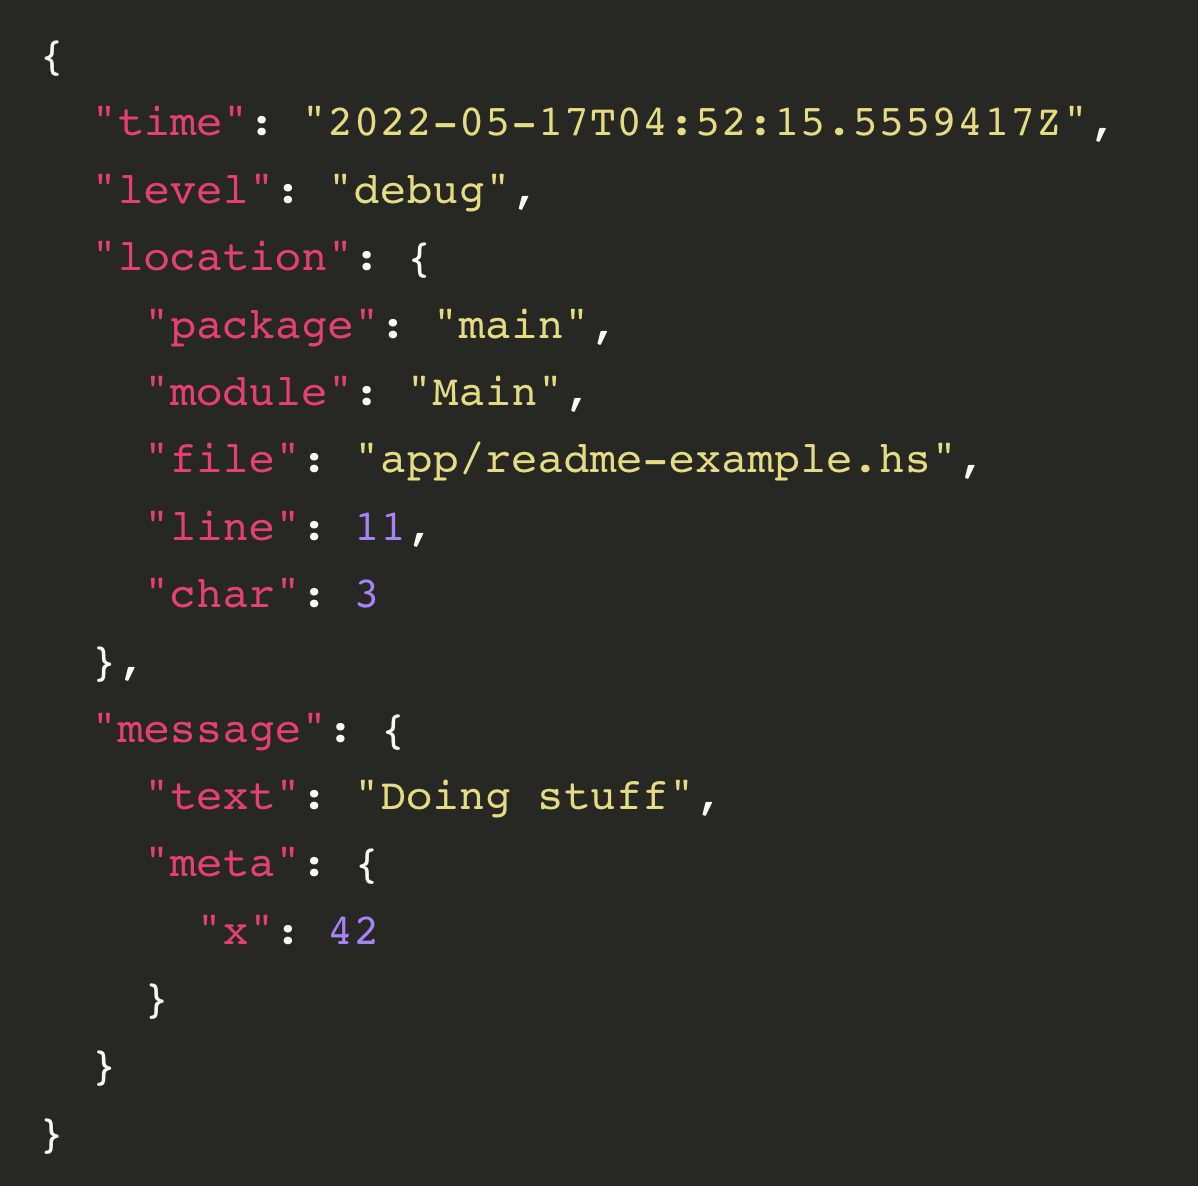 {
  "time": "2022-05-17T04:52:15.5559417Z",
  "level": "debug",
  "location": {
    "package": "main",
    "module": "Main",
    "file": "app/readme-example.hs",
    "line": 11,
    "char": 3
  },
  "message": {
    "text": "Doing stuff",
    "meta": {
      "x": 42
    }
  }
}